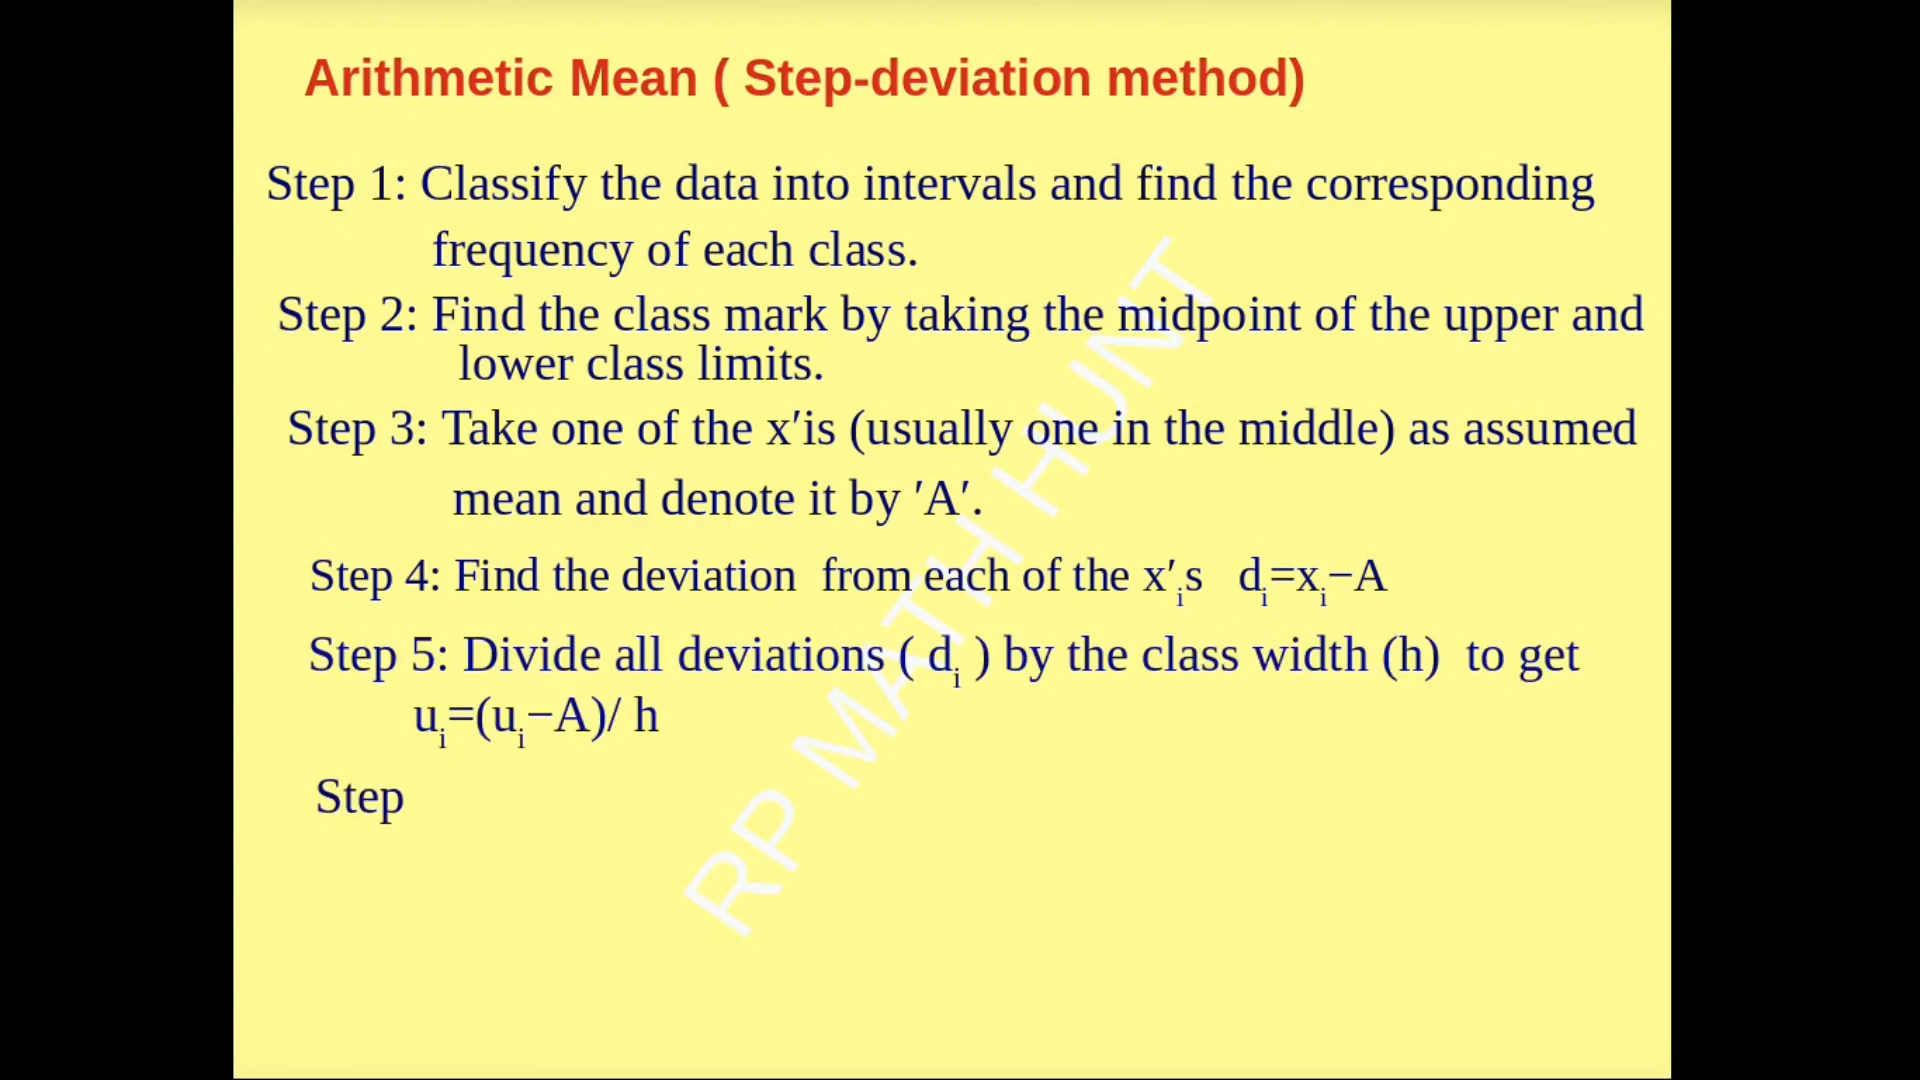 Arithmetic Mean ( Step-deviation method)
Step 1: Classify the data into intervals and find the corresponding
frequency of each class.
Step 2: Find the class mark by taking the midpoint of the upper and
lower class limits.
Step 3: Take one of the x′is (usually one in the middle) as assumed
mean and denote it by ′A′.
Step 4: Find the deviation  from each of the x′ᵢs   dᵢ=xᵢ−A
Step 5: Divide all deviations ( dᵢ ) by the class width (h)  to get
uᵢ=(uᵢ−A)/ h
Step
RP MATH HUNT